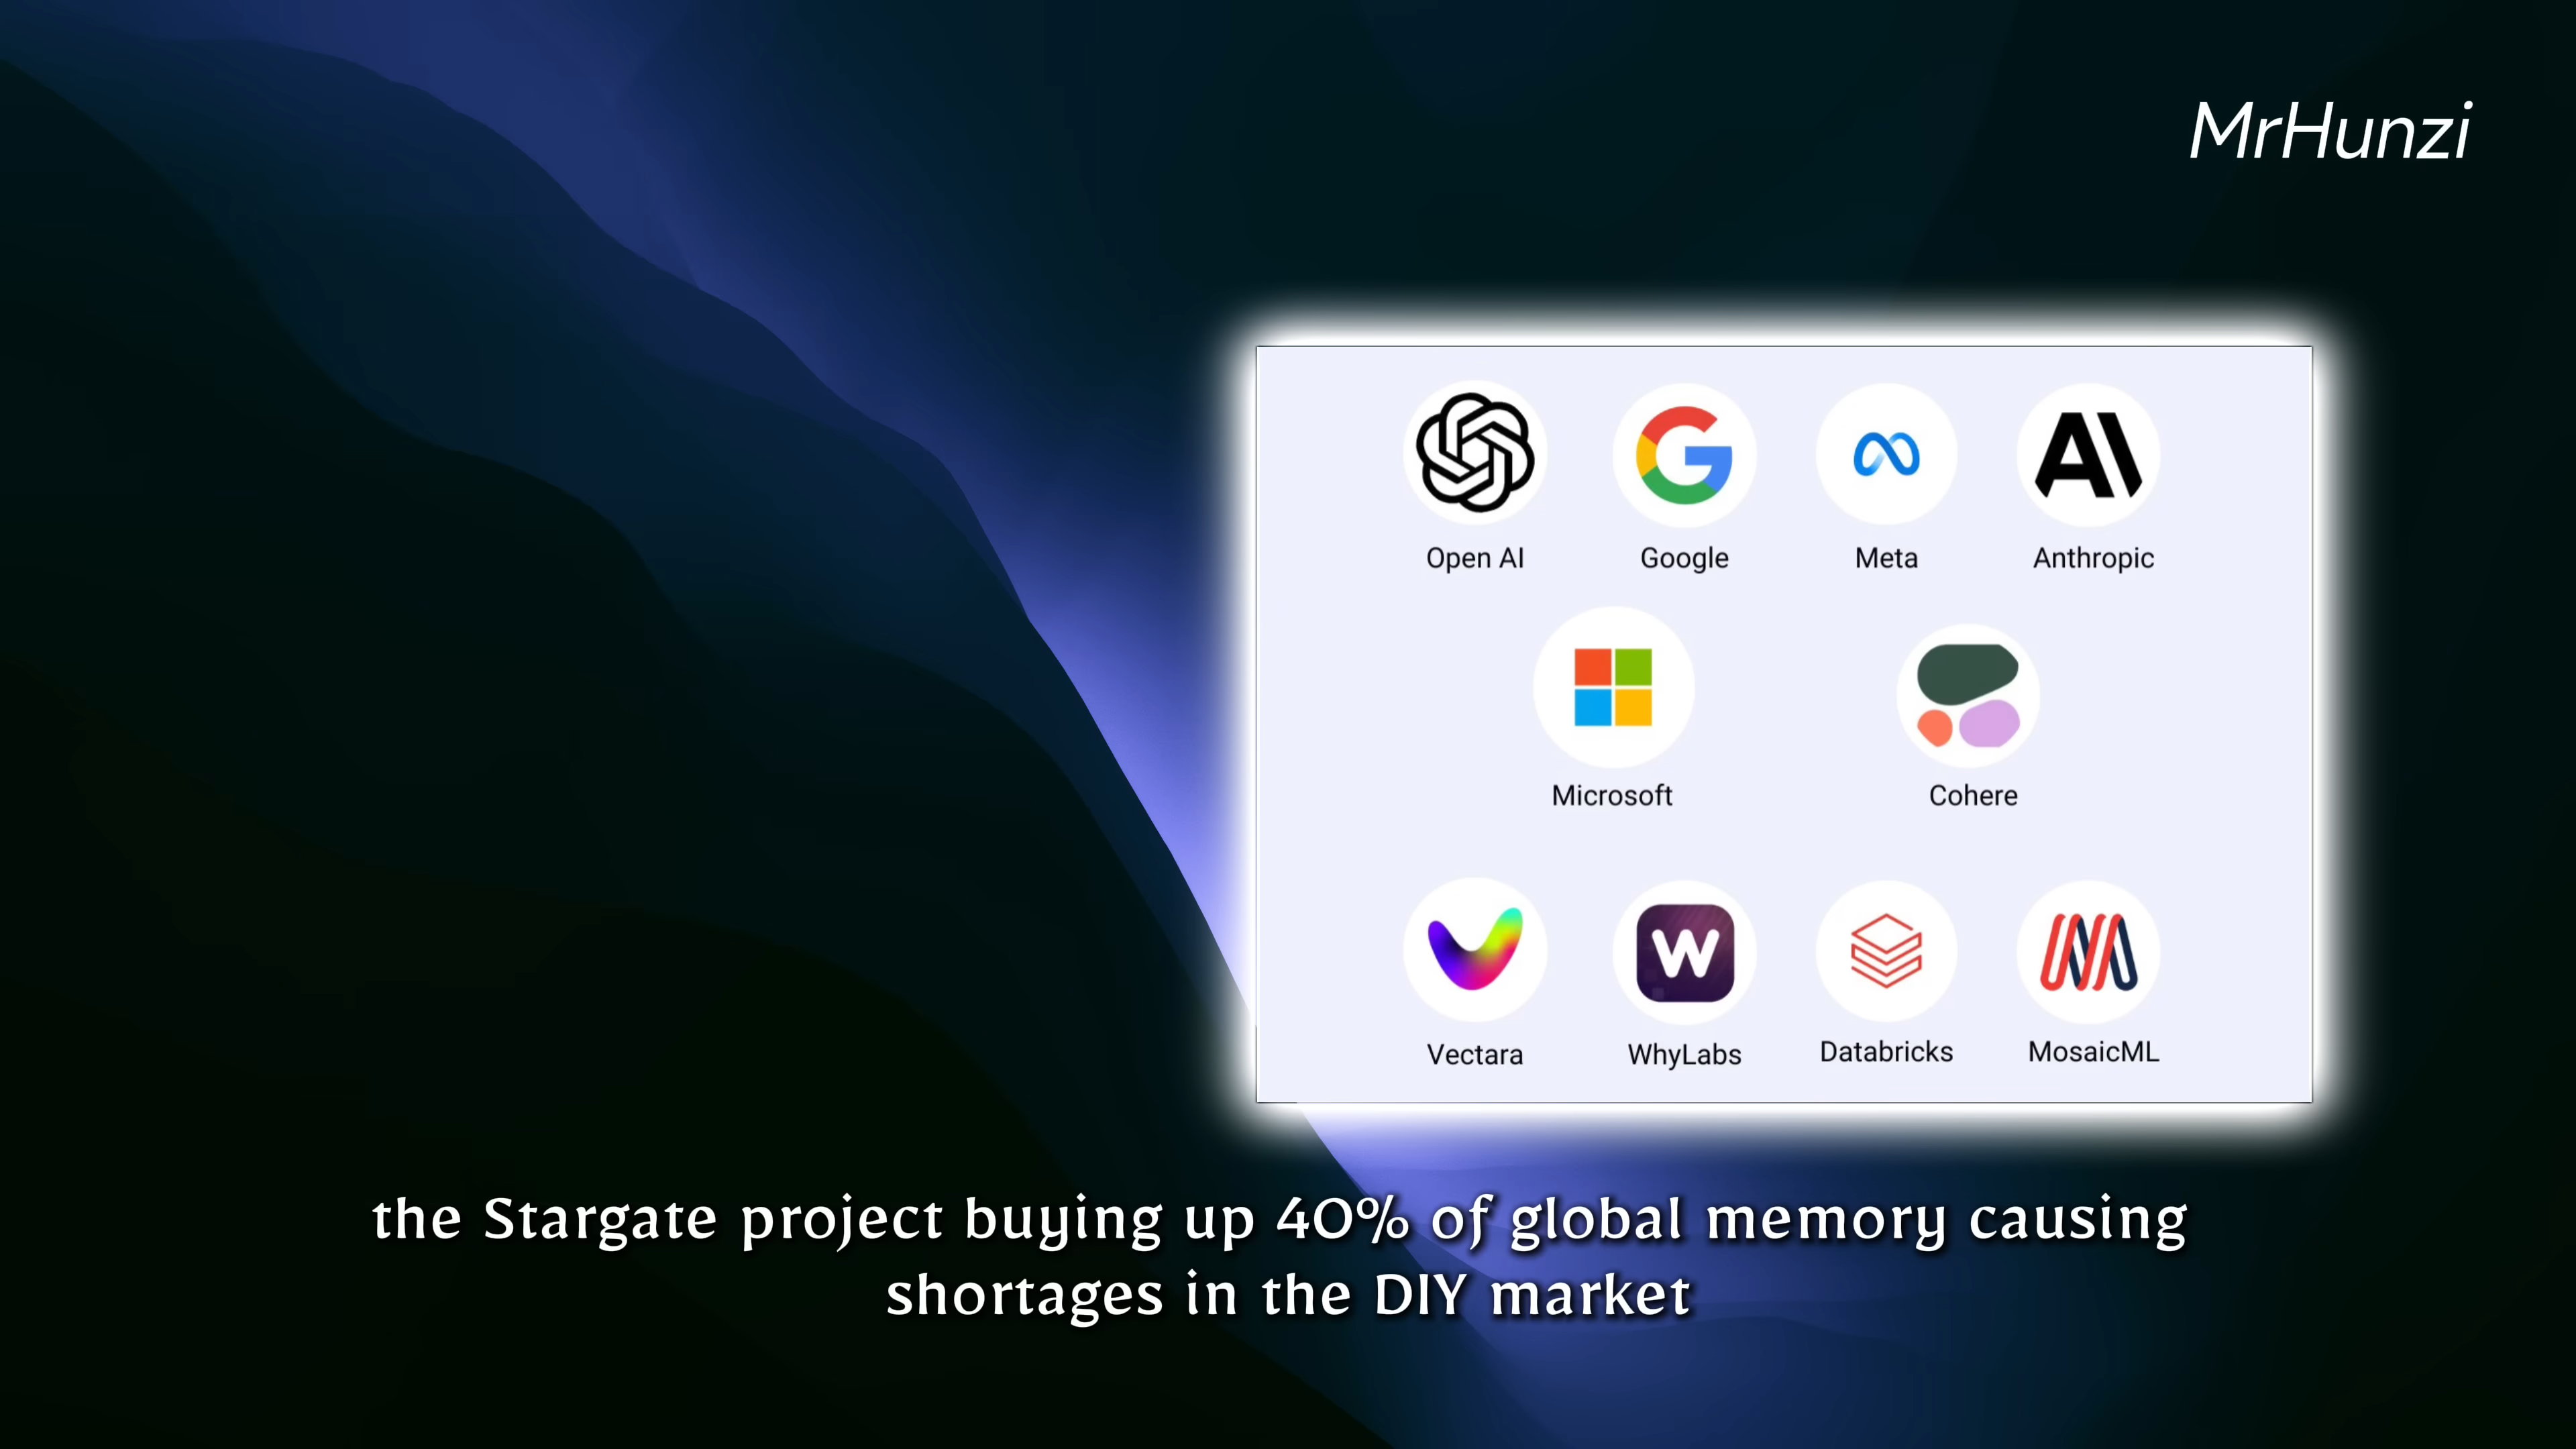 MrHunzi
Open AI
Google
Meta
Anthropic
Microsoft
Cohere
W
Vectara
WhyLabs
Databricks
MosaicML
the Stargate project buying up 40% of global memory causing
shortages in the DIY market